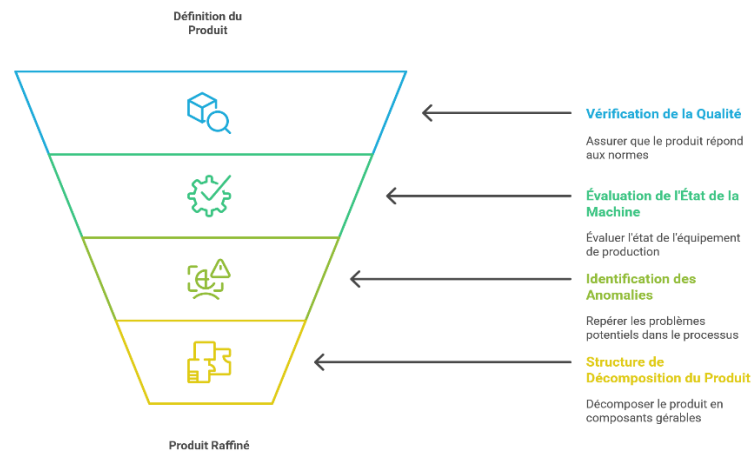 Définition du
Produit
Vérification de la Qualité
Assurer que le produit répond
aux normes
Évaluation de l'État de la
Machine
Évaluer l'état de l'équipement
de production
Identification des
Anomalies
Repérer les problèmes
potentiels dans le processus
Structure de
Décomposition du Produit
Décomposer le produit en
composants gérables
Produit Raffiné